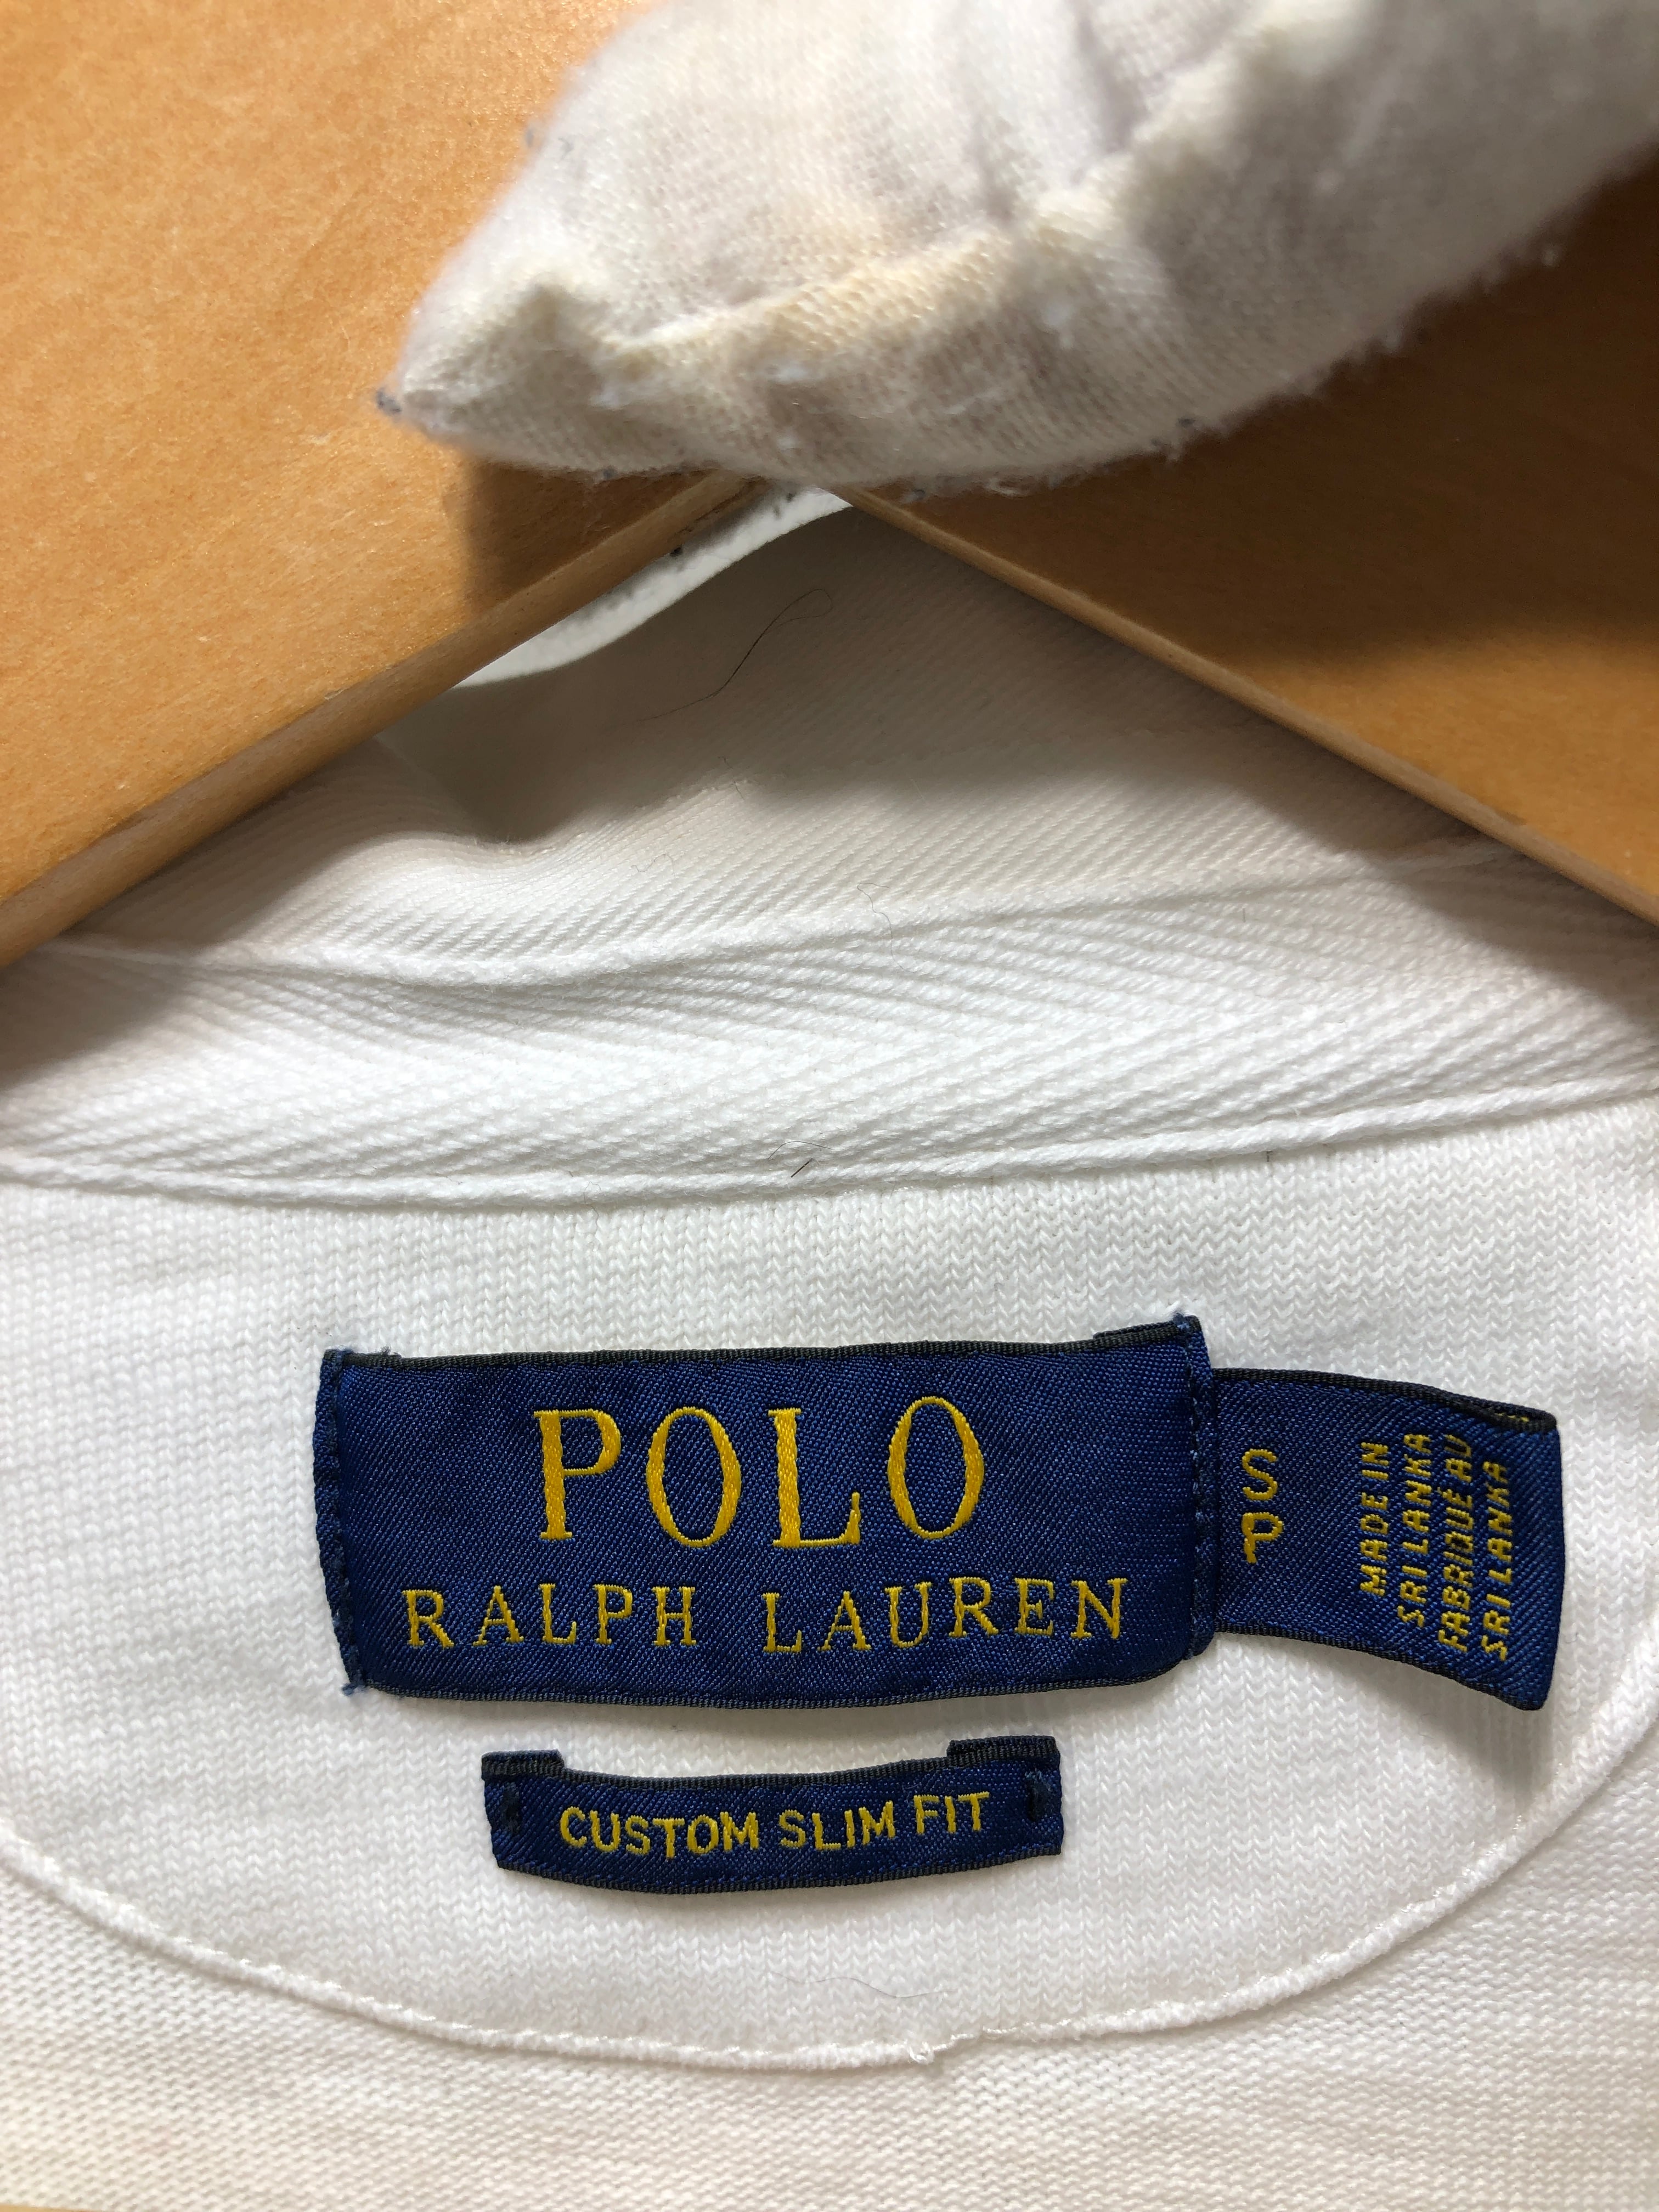 POLO
RALPH LAUREN
S
P
MADE IN
SRI LANKA
FABRIQUÉ AU
SRI LANKA
CUSTOM SLIM FIT